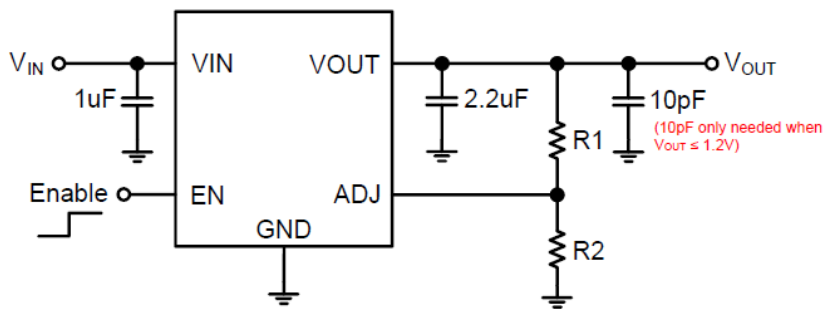 VIN
VIN
VOUT
VOUT
1uF
2.2uF
10pF
(10pF only needed when
VOUT ≤ 1.2V)
R1
Enable
EN
ADJ
GND
R2